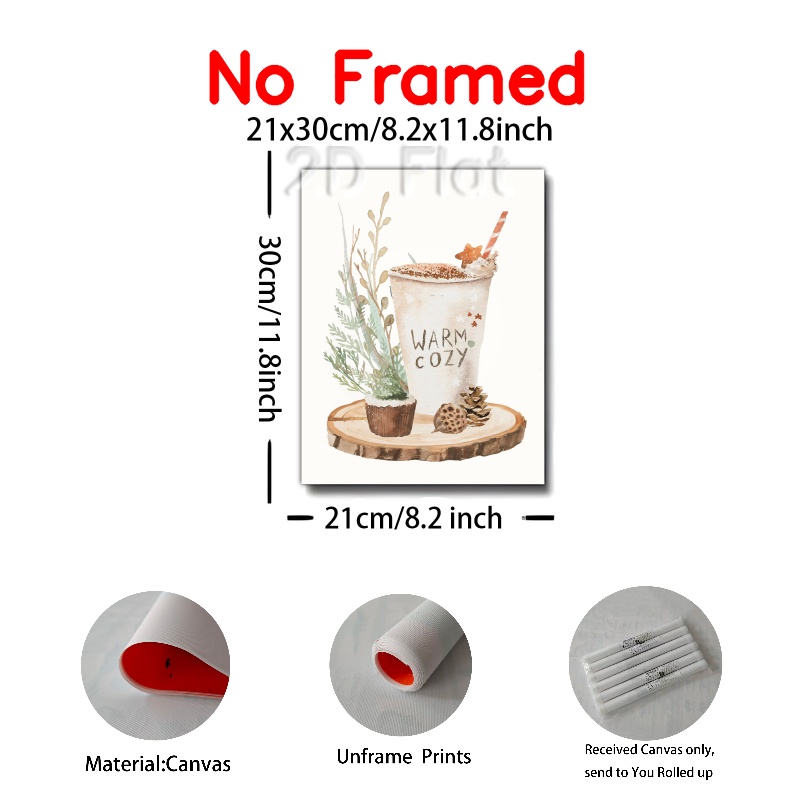 No Framed
21x30cm/8.2x11.8inch
2D Flat
30cm/11.8inch
WARM
COZY
21cm/8.2 inch
Material:Canvas
Unframe Prints
Received Canvas only,
send to You Rolled up